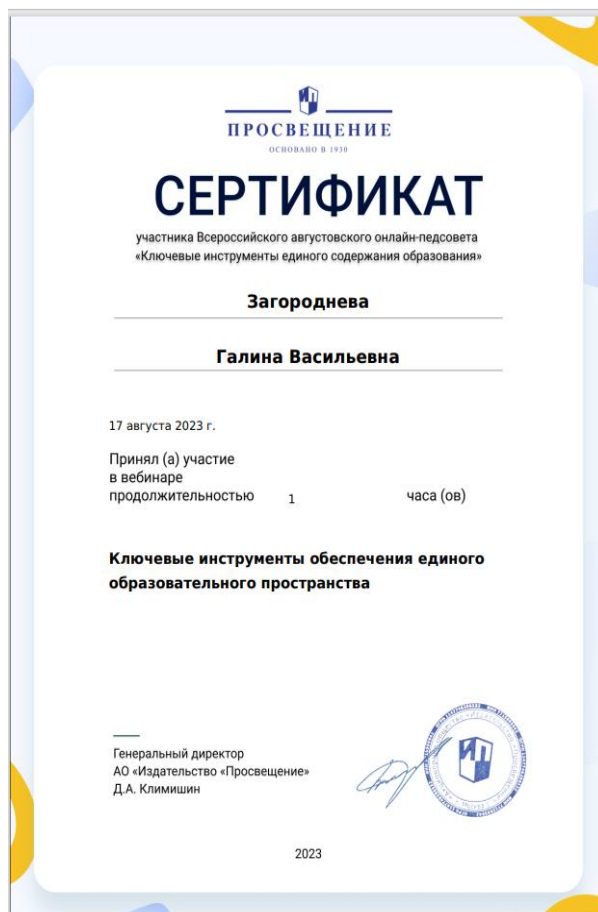 ИП
ПРОСВЕЩЕНИЕ
ОСНОВАНО В 1930
СЕРТИФИКАТ
участника Всероссийского августовского онлайн-педсовета
«Ключевые инструменты единого содержания образования»
Загороднева
Галина Васильевна
17 августа 2023 г.
Принял (а) участие
в вебинаре
продолжительностью 1 часа (ов)
Ключевые инструменты обеспечения единого
образовательного пространства
Генеральный директор
АО «Издательство «Просвещение»
Д.А. Климишин
ИП
2023